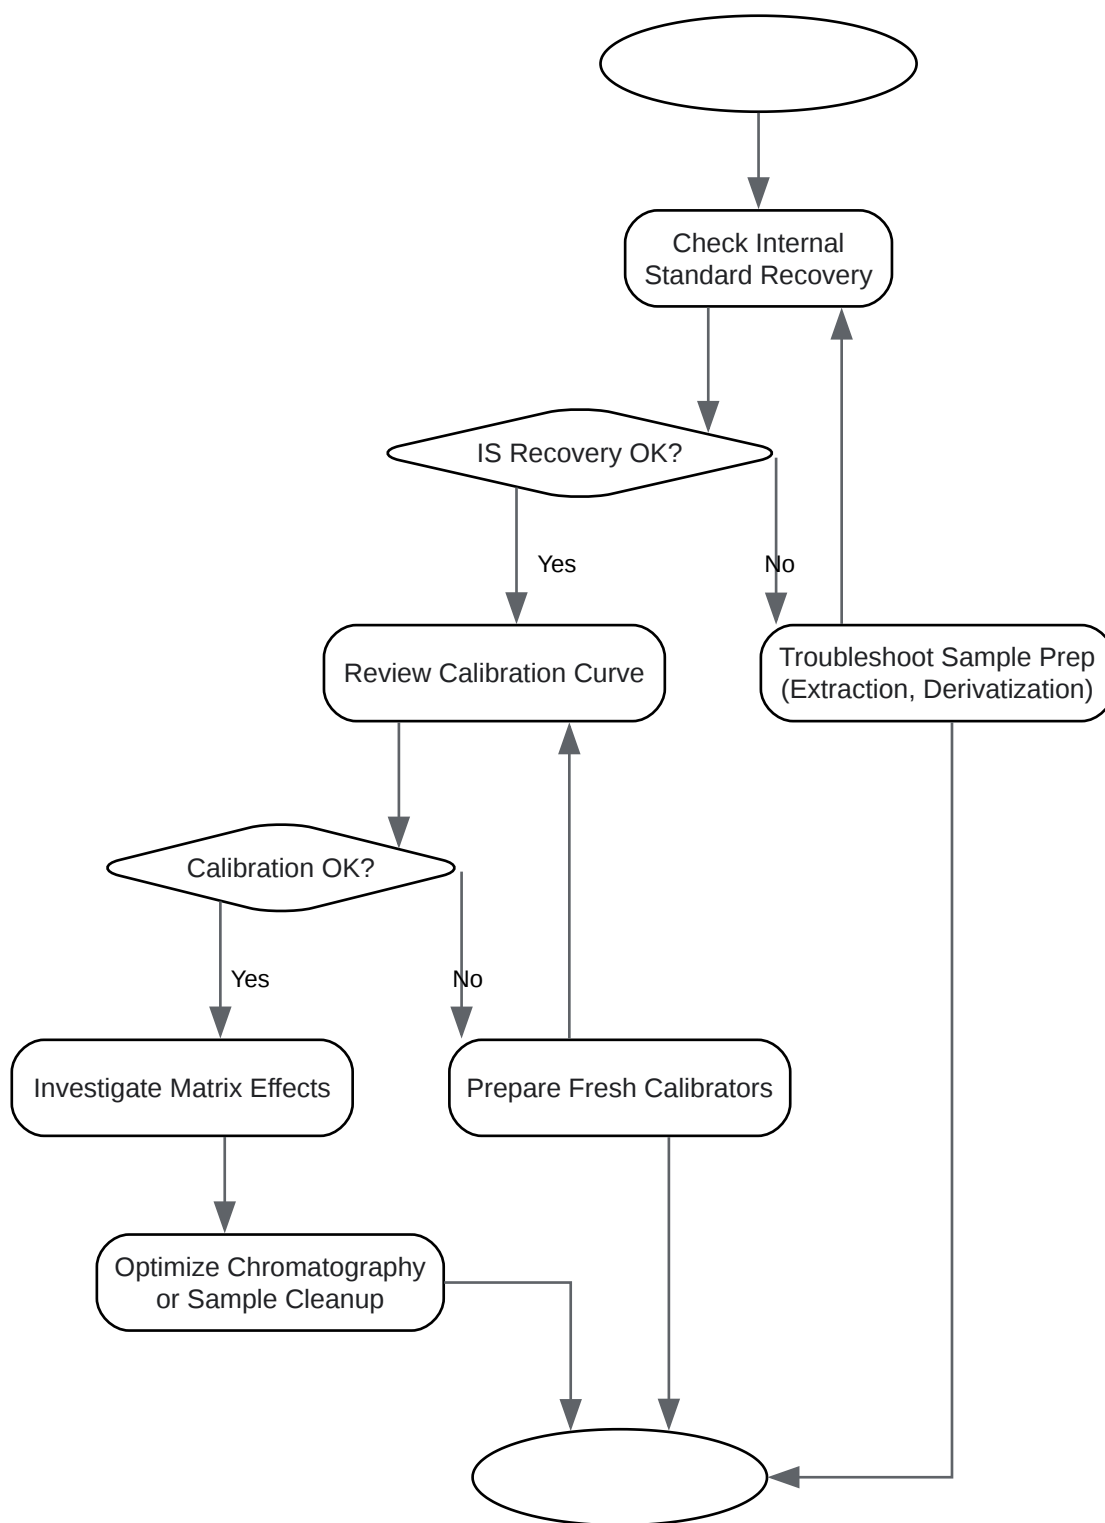 Check Internal
Standard Recovery
IS Recovery OK?
Yes
No
Review Calibration Curve
Troubleshoot Sample Prep
(Extraction, Derivatization)
Calibration OK?
Yes
No
Investigate Matrix Effects
Prepare Fresh Calibrators
Optimize Chromatography
or Sample Cleanup